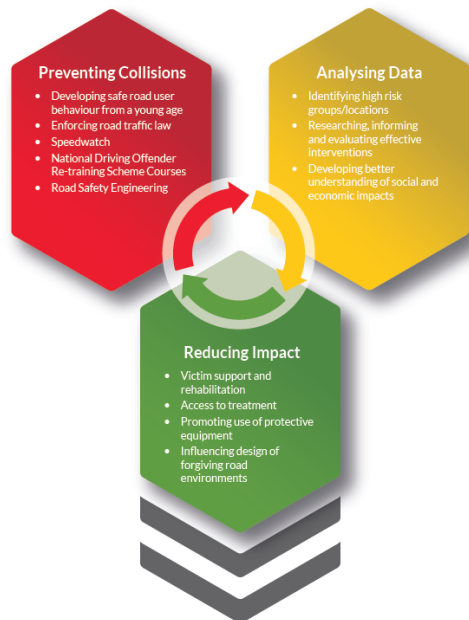 Preventing Collisions
• Developing safe road user
behaviour from a young age
• Enforcing road traffic law
• Speedwatch
• National Driving Offender
Re-training Scheme Courses
• Road Safety Engineering
Analysing Data
• Identifying high risk
groups/locations
• Researching, informing
and evaluating effective
interventions
• Developing better
understanding of social and
economic impacts
Reducing Impact
• Victim support and
rehabilitation
• Access to treatment
• Promoting use of protective
equipment
• Influencing design of
forgiving road
environments